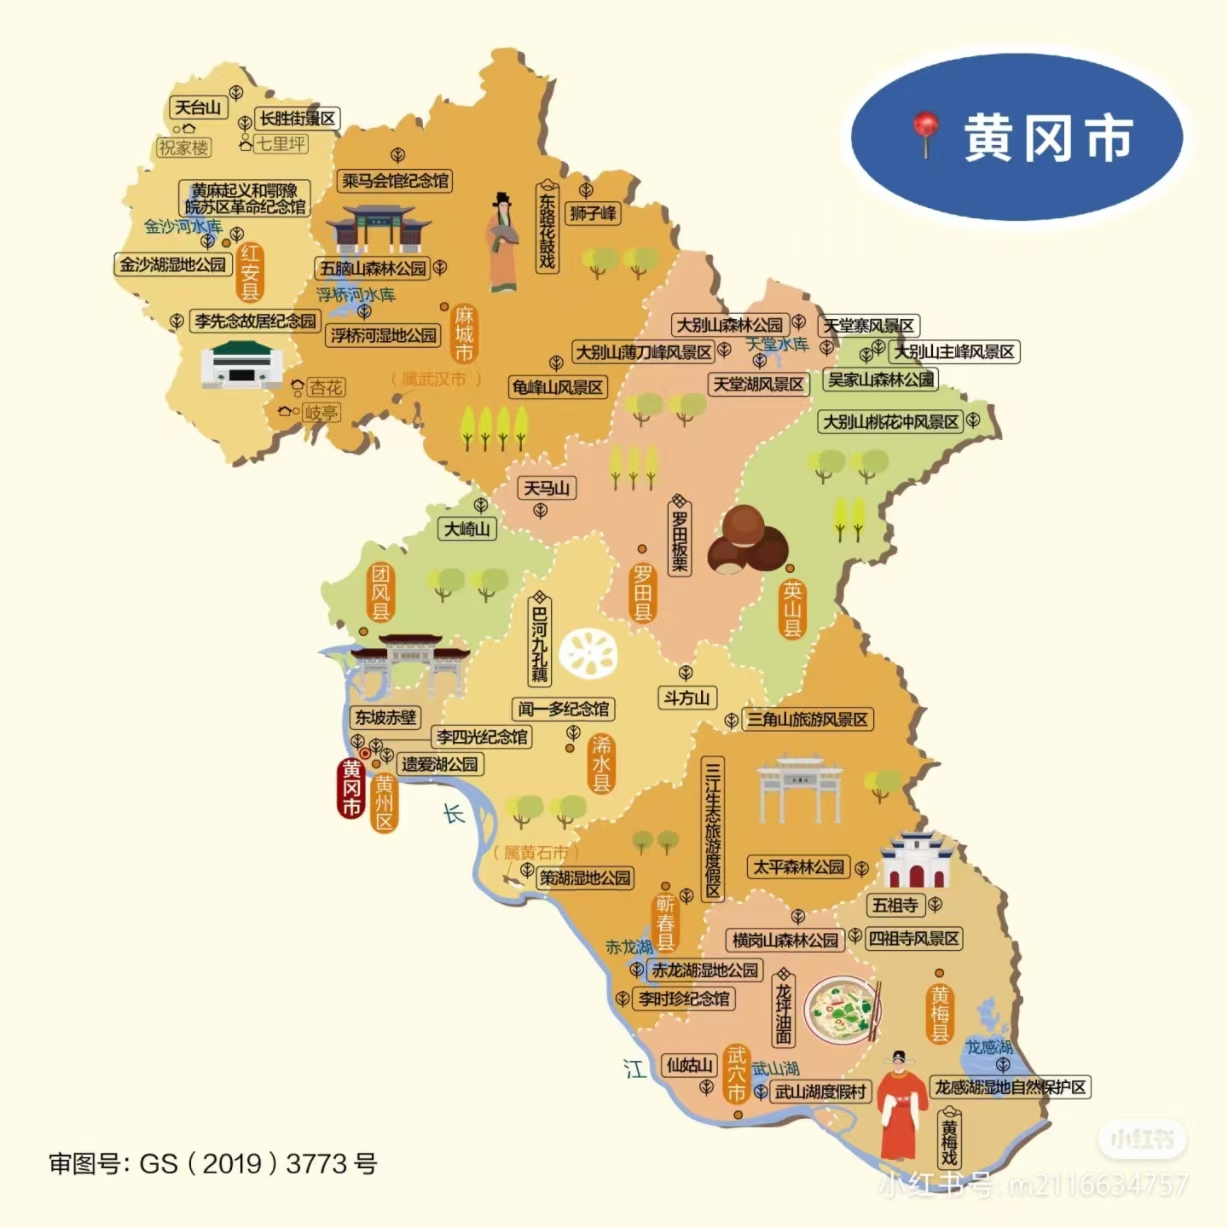 黄冈市
天台山
长胜街景区
祝家楼
七里坪
乘马会馆纪念馆
黄麻起义和鄂豫
皖苏区革命纪念馆
东路花鼓戏
狮子峰
金沙河水库
红安县
金沙湖湿地公园
五脑山森林公园
浮桥河水库
李先念故居纪念园
浮桥河湿地公园
麻城市
大别山森林公园
天堂寨风景区
天堂水库
大别山薄刀峰风景区
大别山主峰风景区
（属武汉市）
龟峰山风景区
天堂湖风景区
吴家山森林公园
杏花
岐亭
大别山桃花冲风景区
天马山
大崎山
罗田板栗
团风县
罗田县
英山县
巴河九孔藕
斗方山
东坡赤壁
闻一多纪念馆
三角山旅游风景区
李四光纪念馆
遗爱湖公园
浠水县
黄冈市
黄州区
三江生态旅游度假区
长
（属黄石市）
策湖湿地公园
太平森林公园
蕲春县
五祖寺
赤龙湖
横岗山森林公园
四祖寺风景区
赤龙湖湿地公园
李时珍纪念馆
龙坪油面
黄梅县
龙感湖
江
仙姑山
武穴市
武山湖
武山湖度假村
龙感湖湿地自然保护区
黄梅戏
审图号：GS（2019）3773号
小红书
小红书号：m2116634757